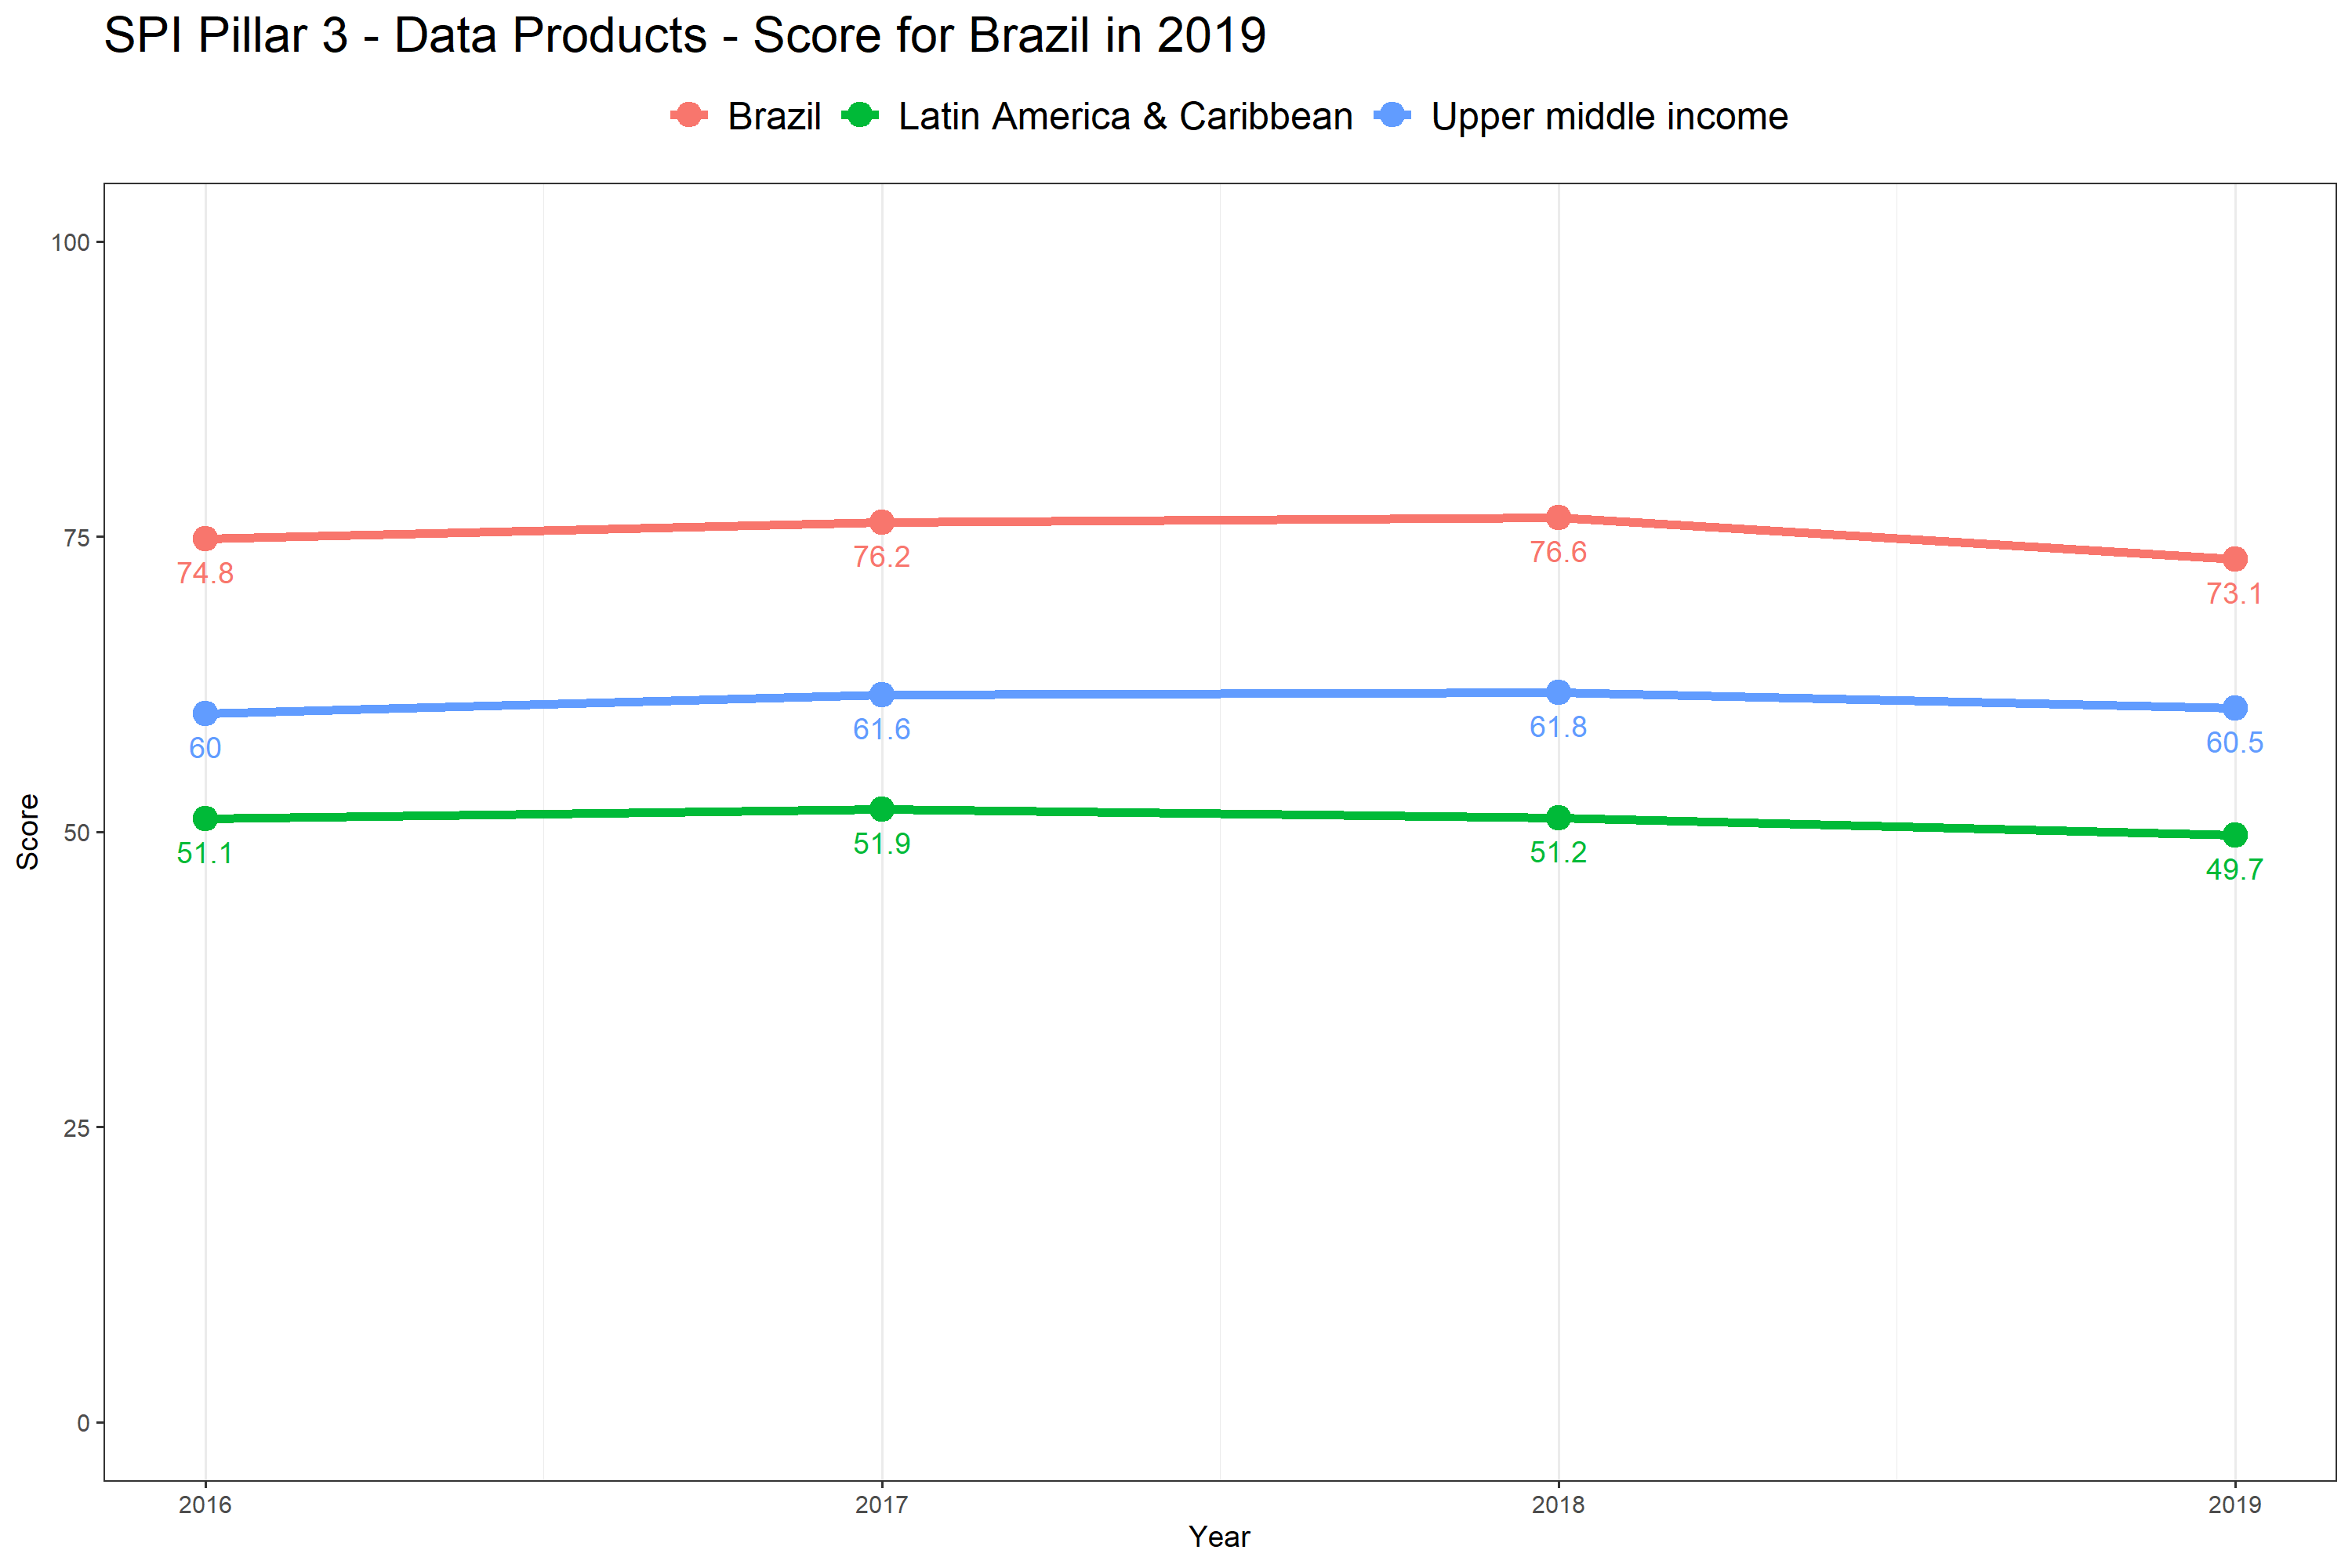 SPI Pillar 3 - Data Products - Score for Brazil in 2019
Brazil Latin America & Caribbean Upper middle income
100
75
50
25
0
Score
74.8 76.2 76.6 73.1
60 61.6 61.8 60.5
51.1 51.9 51.2 49.7
2016 2017 2018 2019
Year